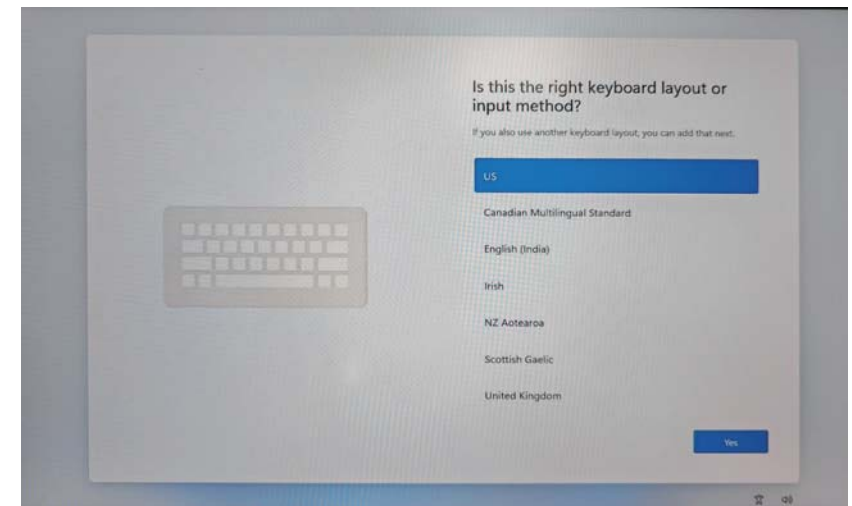 Is this the right keyboard layout or
input method?
If you also use another keyboard layout, you can add that next.
US
Canadian Multilingual Standard
English (India)
Irish
NZ Aotearoa
Scottish Gaelic
United Kingdom
Yes